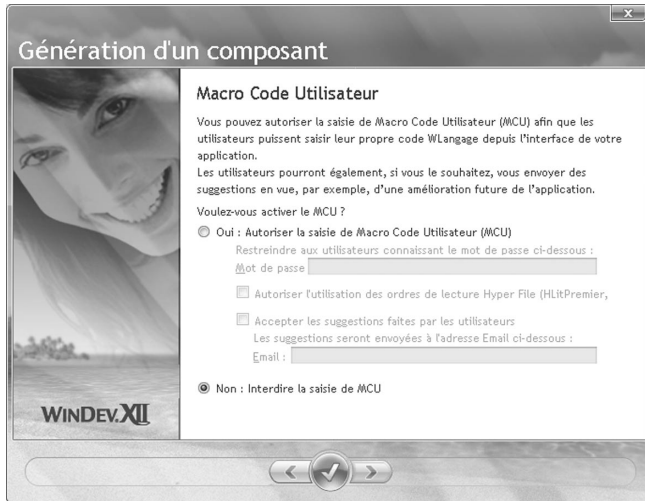 Génération d'un composant
Macro Code Utilisateur
Vous pouvez autoriser la saisie de Macro Code Utilisateur (MCU) afin que les
utilisateurs puissent saisir leur propre code WLangage depuis l'interface de votre
application.
Les utilisateurs pourront également, si vous le souhaitez, vous envoyer des
suggestions en vue, par exemple, d'une amélioration future de l'application.
Voulez-vous activer le MCU ?
Oui : Autoriser la saisie de Macro Code Utilisateur (MCU)
Restreindre aux utilisateurs connaissant le mot de passe ci-dessous :
Mot de passe
Autoriser l'utilisation des ordres de lecture Hyper File (HLitPremier,
Accepter les suggestions faites par les utilisateurs
Les suggestions seront envoyées à l'adresse Email ci-dessous :
Email :
Non : Interdire la saisie de MCU
WINDEV.XII